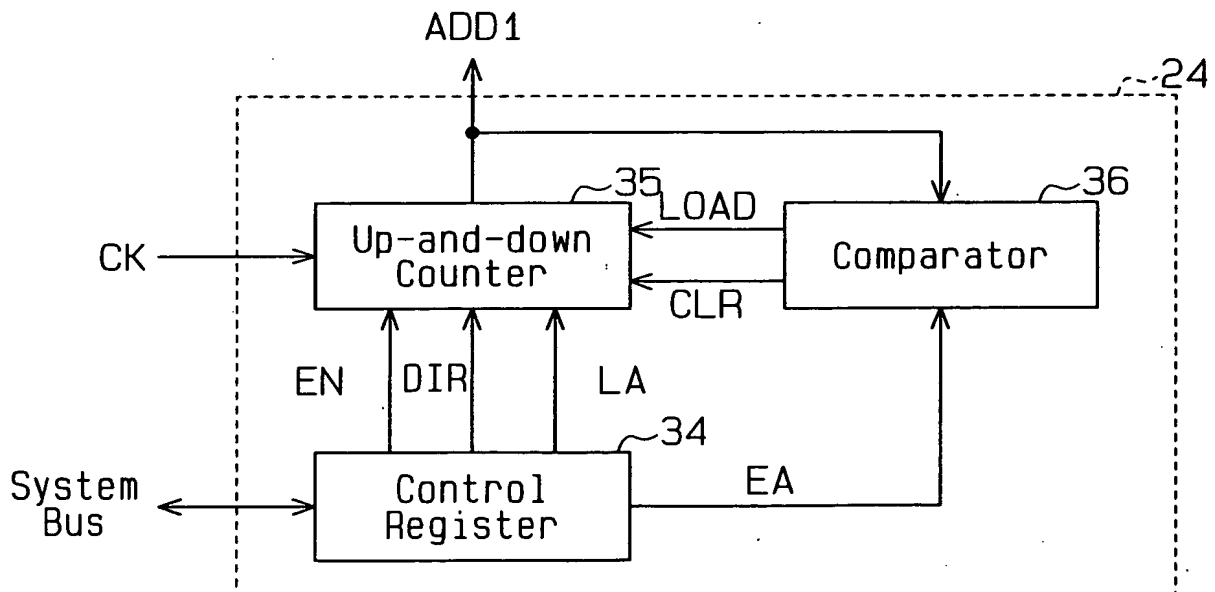 ADD1
24
35
LOAD
36
Up-and-down
Counter
Comparator
CK
CLR
EN
DIR
LA
34
System
Bus
Control
Register
EA